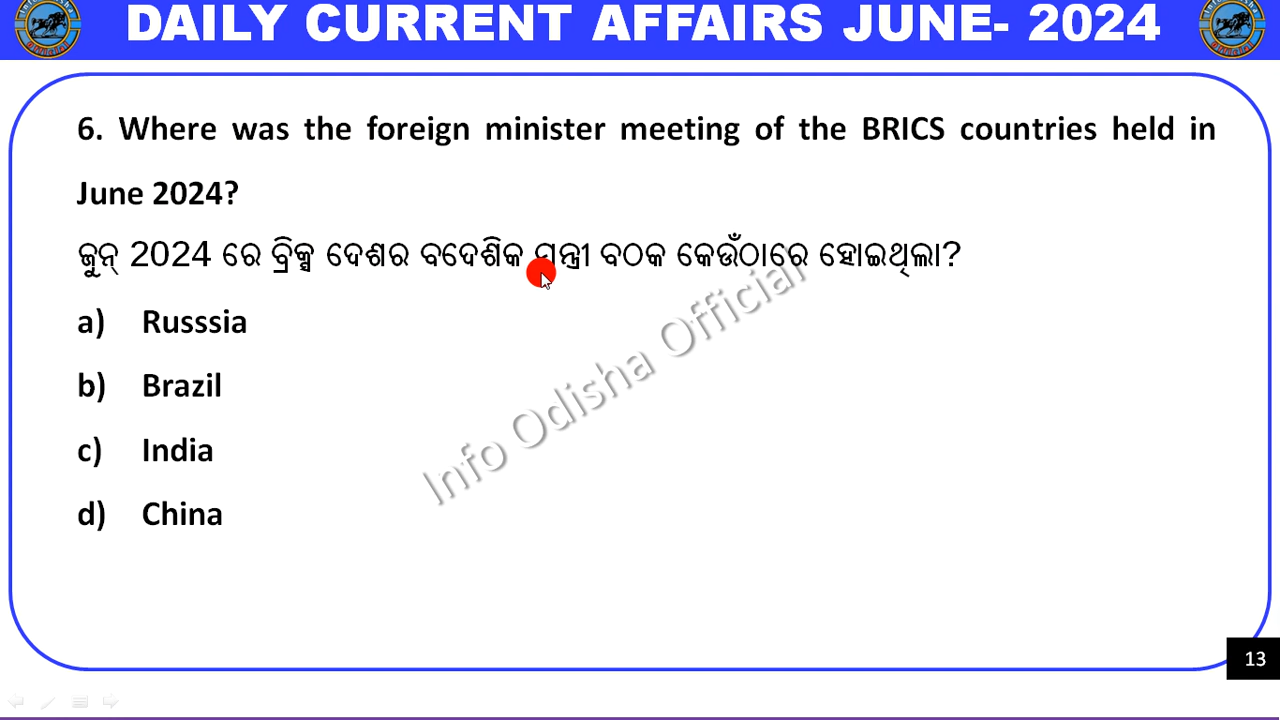 DAILY CURRENT AFFAIRS JUNE- 2024
6. Where was the foreign minister meeting of the BRICS countries held in
June 2024?
ଜୁନ୍ 2024 ରେ ବ୍ରିକ୍ସ ଦେଶର ବଦେଶିକ ମନ୍ତ୍ରୀ ବଠକ କେଉଁଠାରେ ହୋଇଥିଲା?
a) Russsia
b) Brazil
c) India
d) China
Info Odisha Official
13